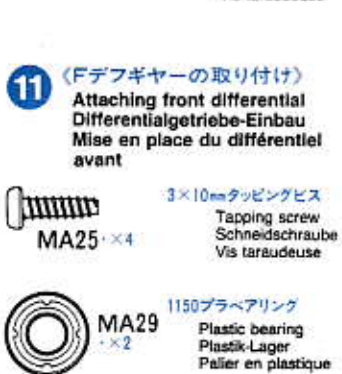 11
《Fデフギヤーの取り付け》
Attaching front differential
Differentialgetriebe-Einbau
Mise en place du différentiel
avant
3×10mmタッピングビス
Tapping screw
Schneidschraube
Vis taraudeuse
MA25・×4
1150プラベアリング
MA29
・×2
Plastic bearing
Plastik-Lager
Palier en plastique